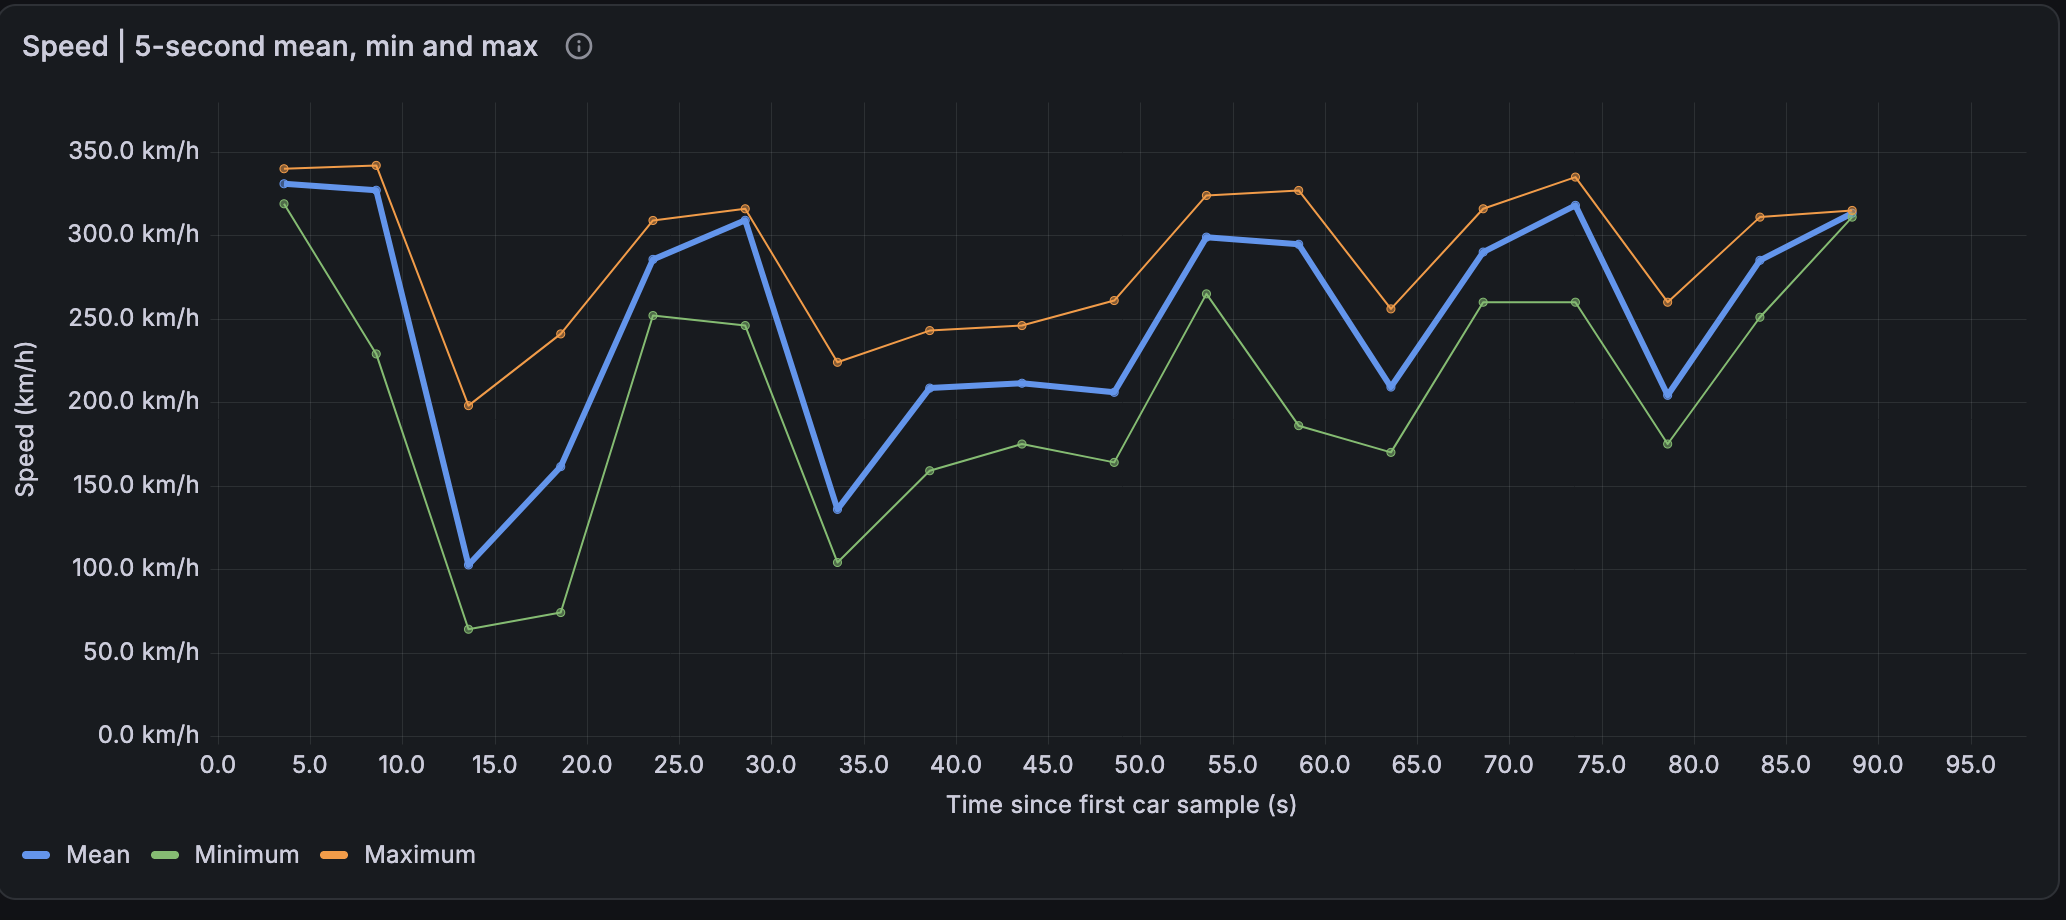 Speed | 5-second mean, min and max
350.0 km/h
300.0 km/h
250.0 km/h
200.0 km/h
150.0 km/h
100.0 km/h
50.0 km/h
0.0 km/h
Speed (km/h)
0.0 5.0 10.0 15.0 20.0 25.0 30.0 35.0 40.0 45.0 50.0 55.0 60.0 65.0 70.0 75.0 80.0 85.0 90.0 95.0
Time since first car sample (s)
Mean Minimum Maximum